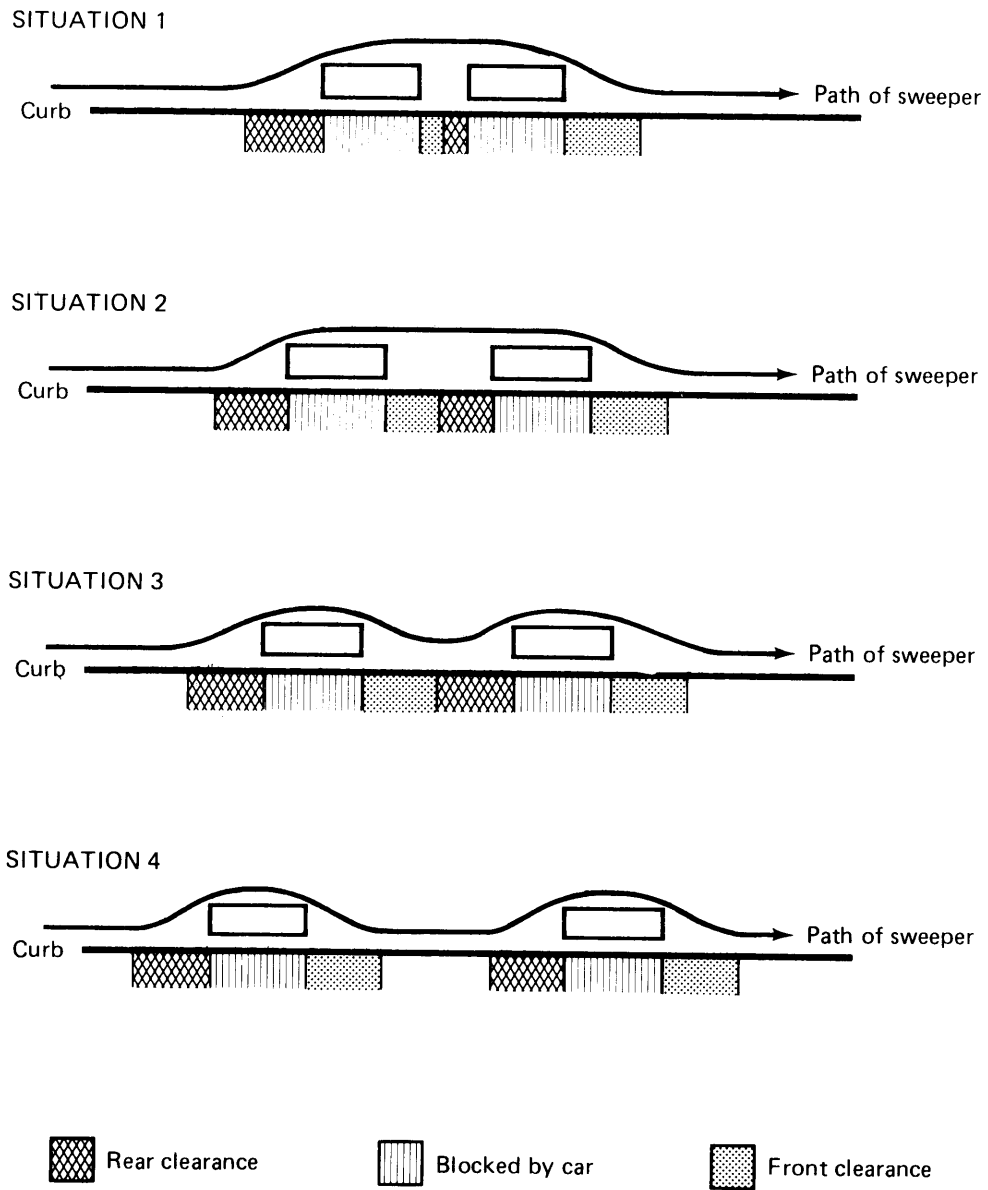 SITUATION 1
Path of sweeper
Curb
SITUATION 2
Path of sweeper
Curb
SITUATION 3
Path of sweeper
Curb
SITUATION 4
Path of sweeper
Curb
Rear clearance
Blocked by car
Front clearance